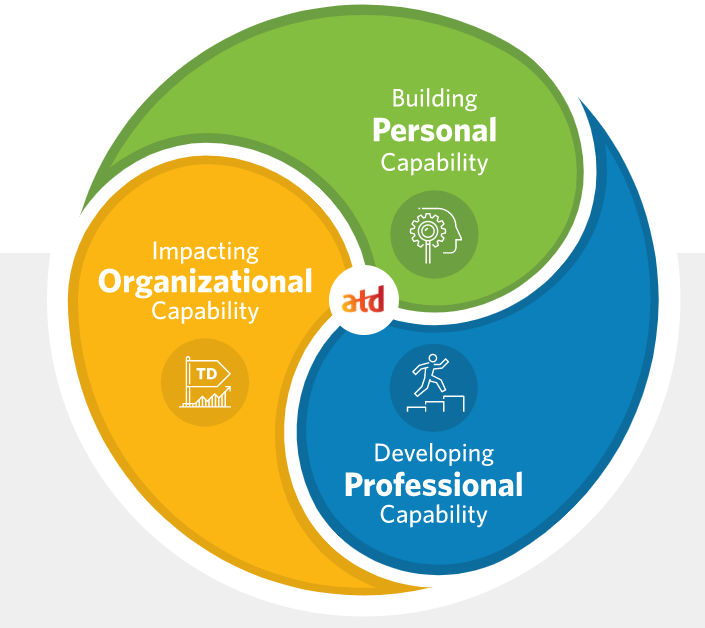 Building
Personal
Capability
Impacting
Organizational
Capability
atd
TD
Developing
Professional
Capability